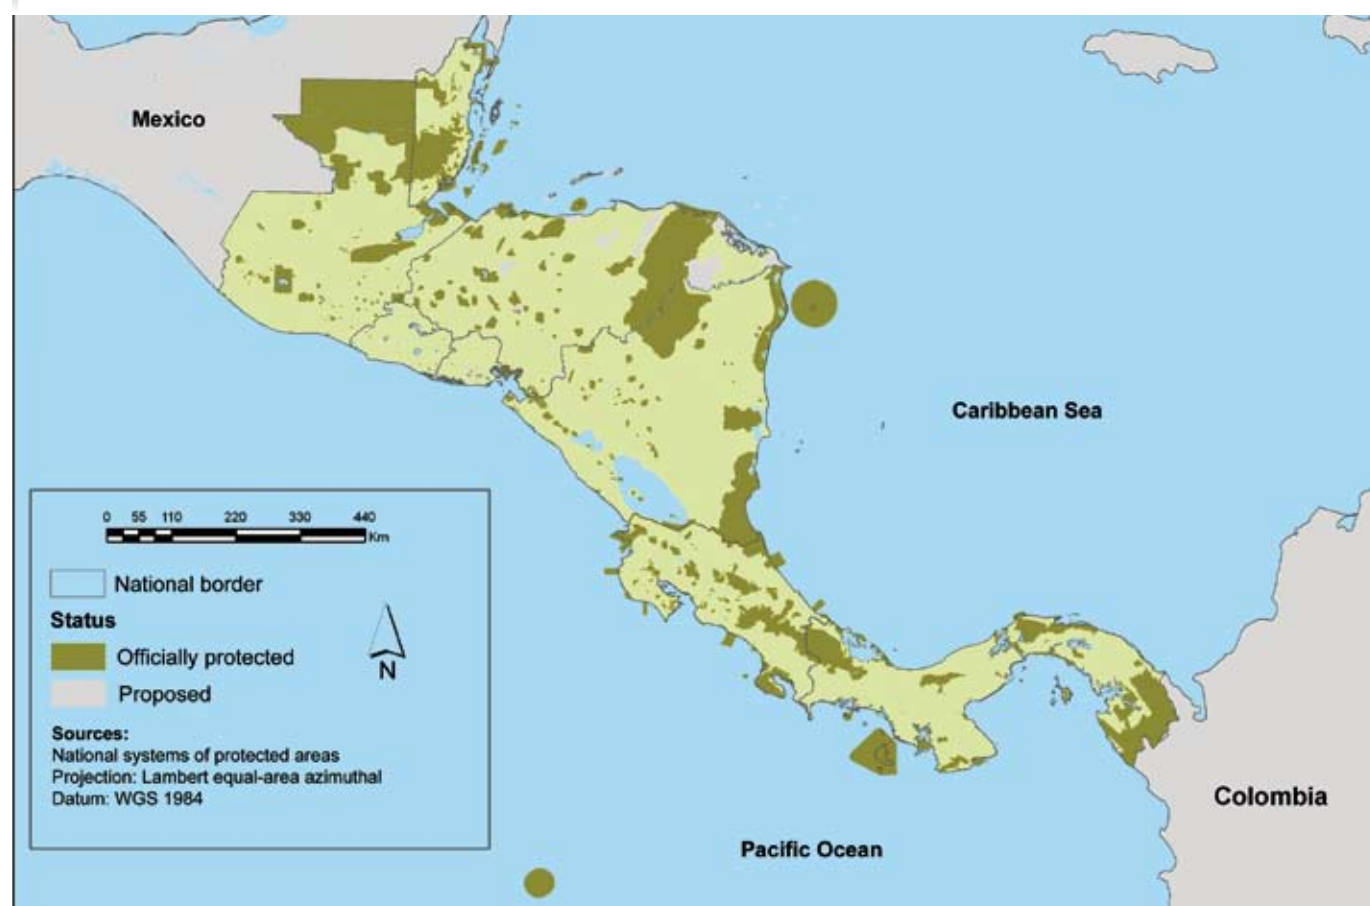 Mexico
Caribbean Sea
0 55 110 220 330 440
Km
National border
Status
Officially protected
Proposed
N
Sources:
National systems of protected areas
Projection: Lambert equal-area azimuthal
Datum: WGS 1984
Colombia
Pacific Ocean